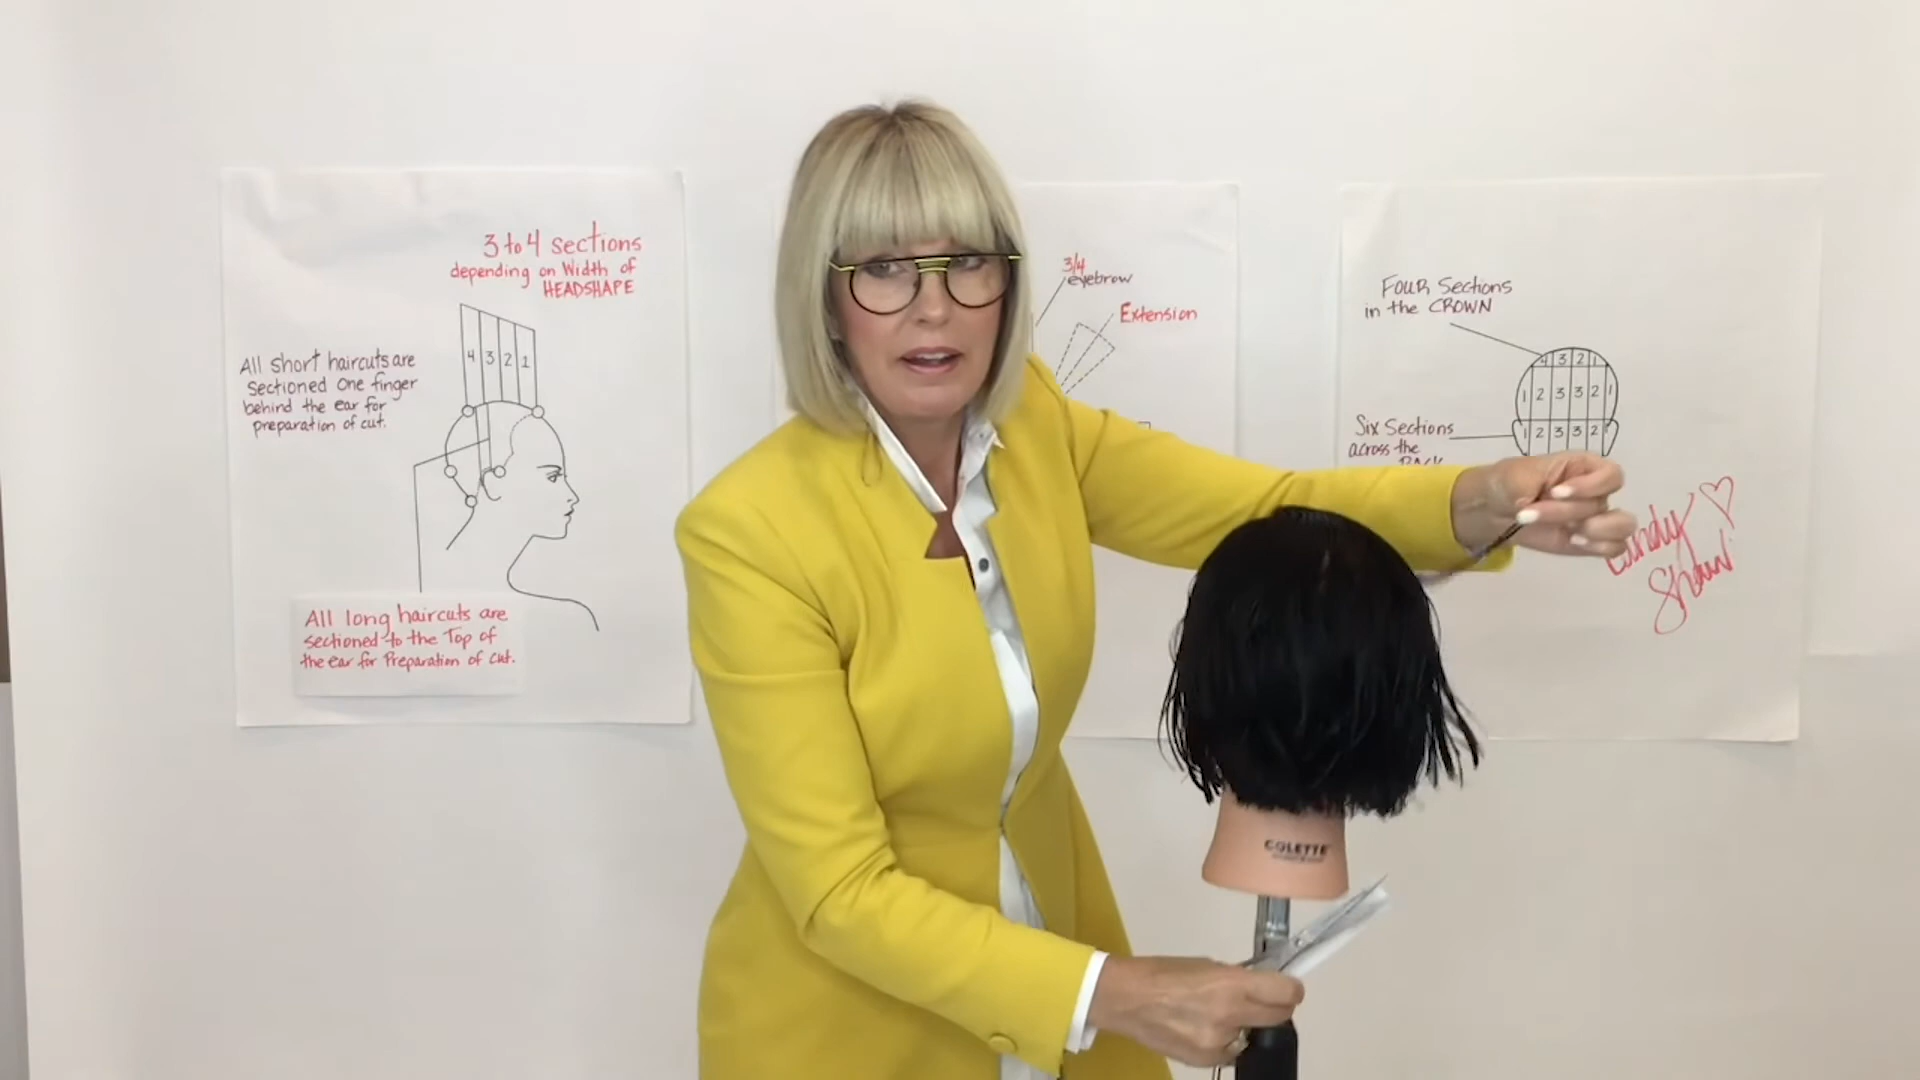 3 to 4 sections
depending on Width of
HEADSHAPE
4 3 2 1
All short haircuts are
sectioned one finger
behind the ear for
preparation of cut.
All long haircuts are
sectioned to the Top of
the ear for Preparation of cut.
3/4
eyebrow
Extension
FOUR Sections
in the CROWN
4 3 2 1
1 2 3 3 2 1
Six Sections
across the
BACK
1 2 3 3 2
Shaw
COLETTE